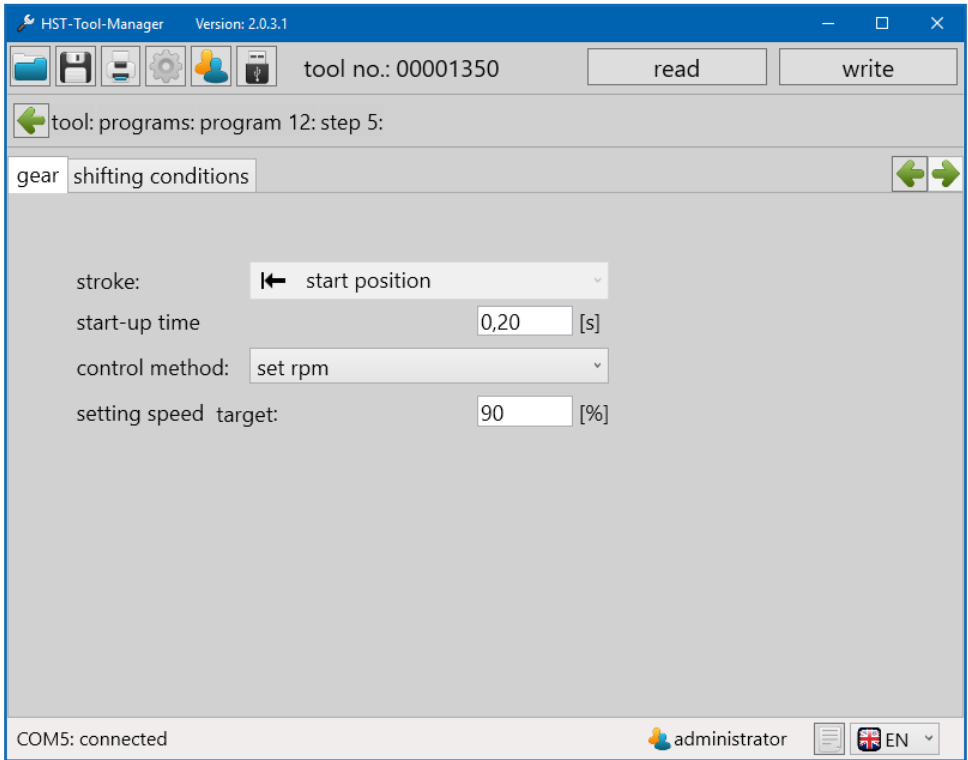 HST-Tool-Manager Version: 2.0.3.1
tool no.: 00001350 read write
tool: programs: program 12: step 5:
gear shifting conditions
stroke: start position
start-up time 0,20 [s]
control method: set rpm
setting speed target: 90 [%]
COM5: connected administrator EN